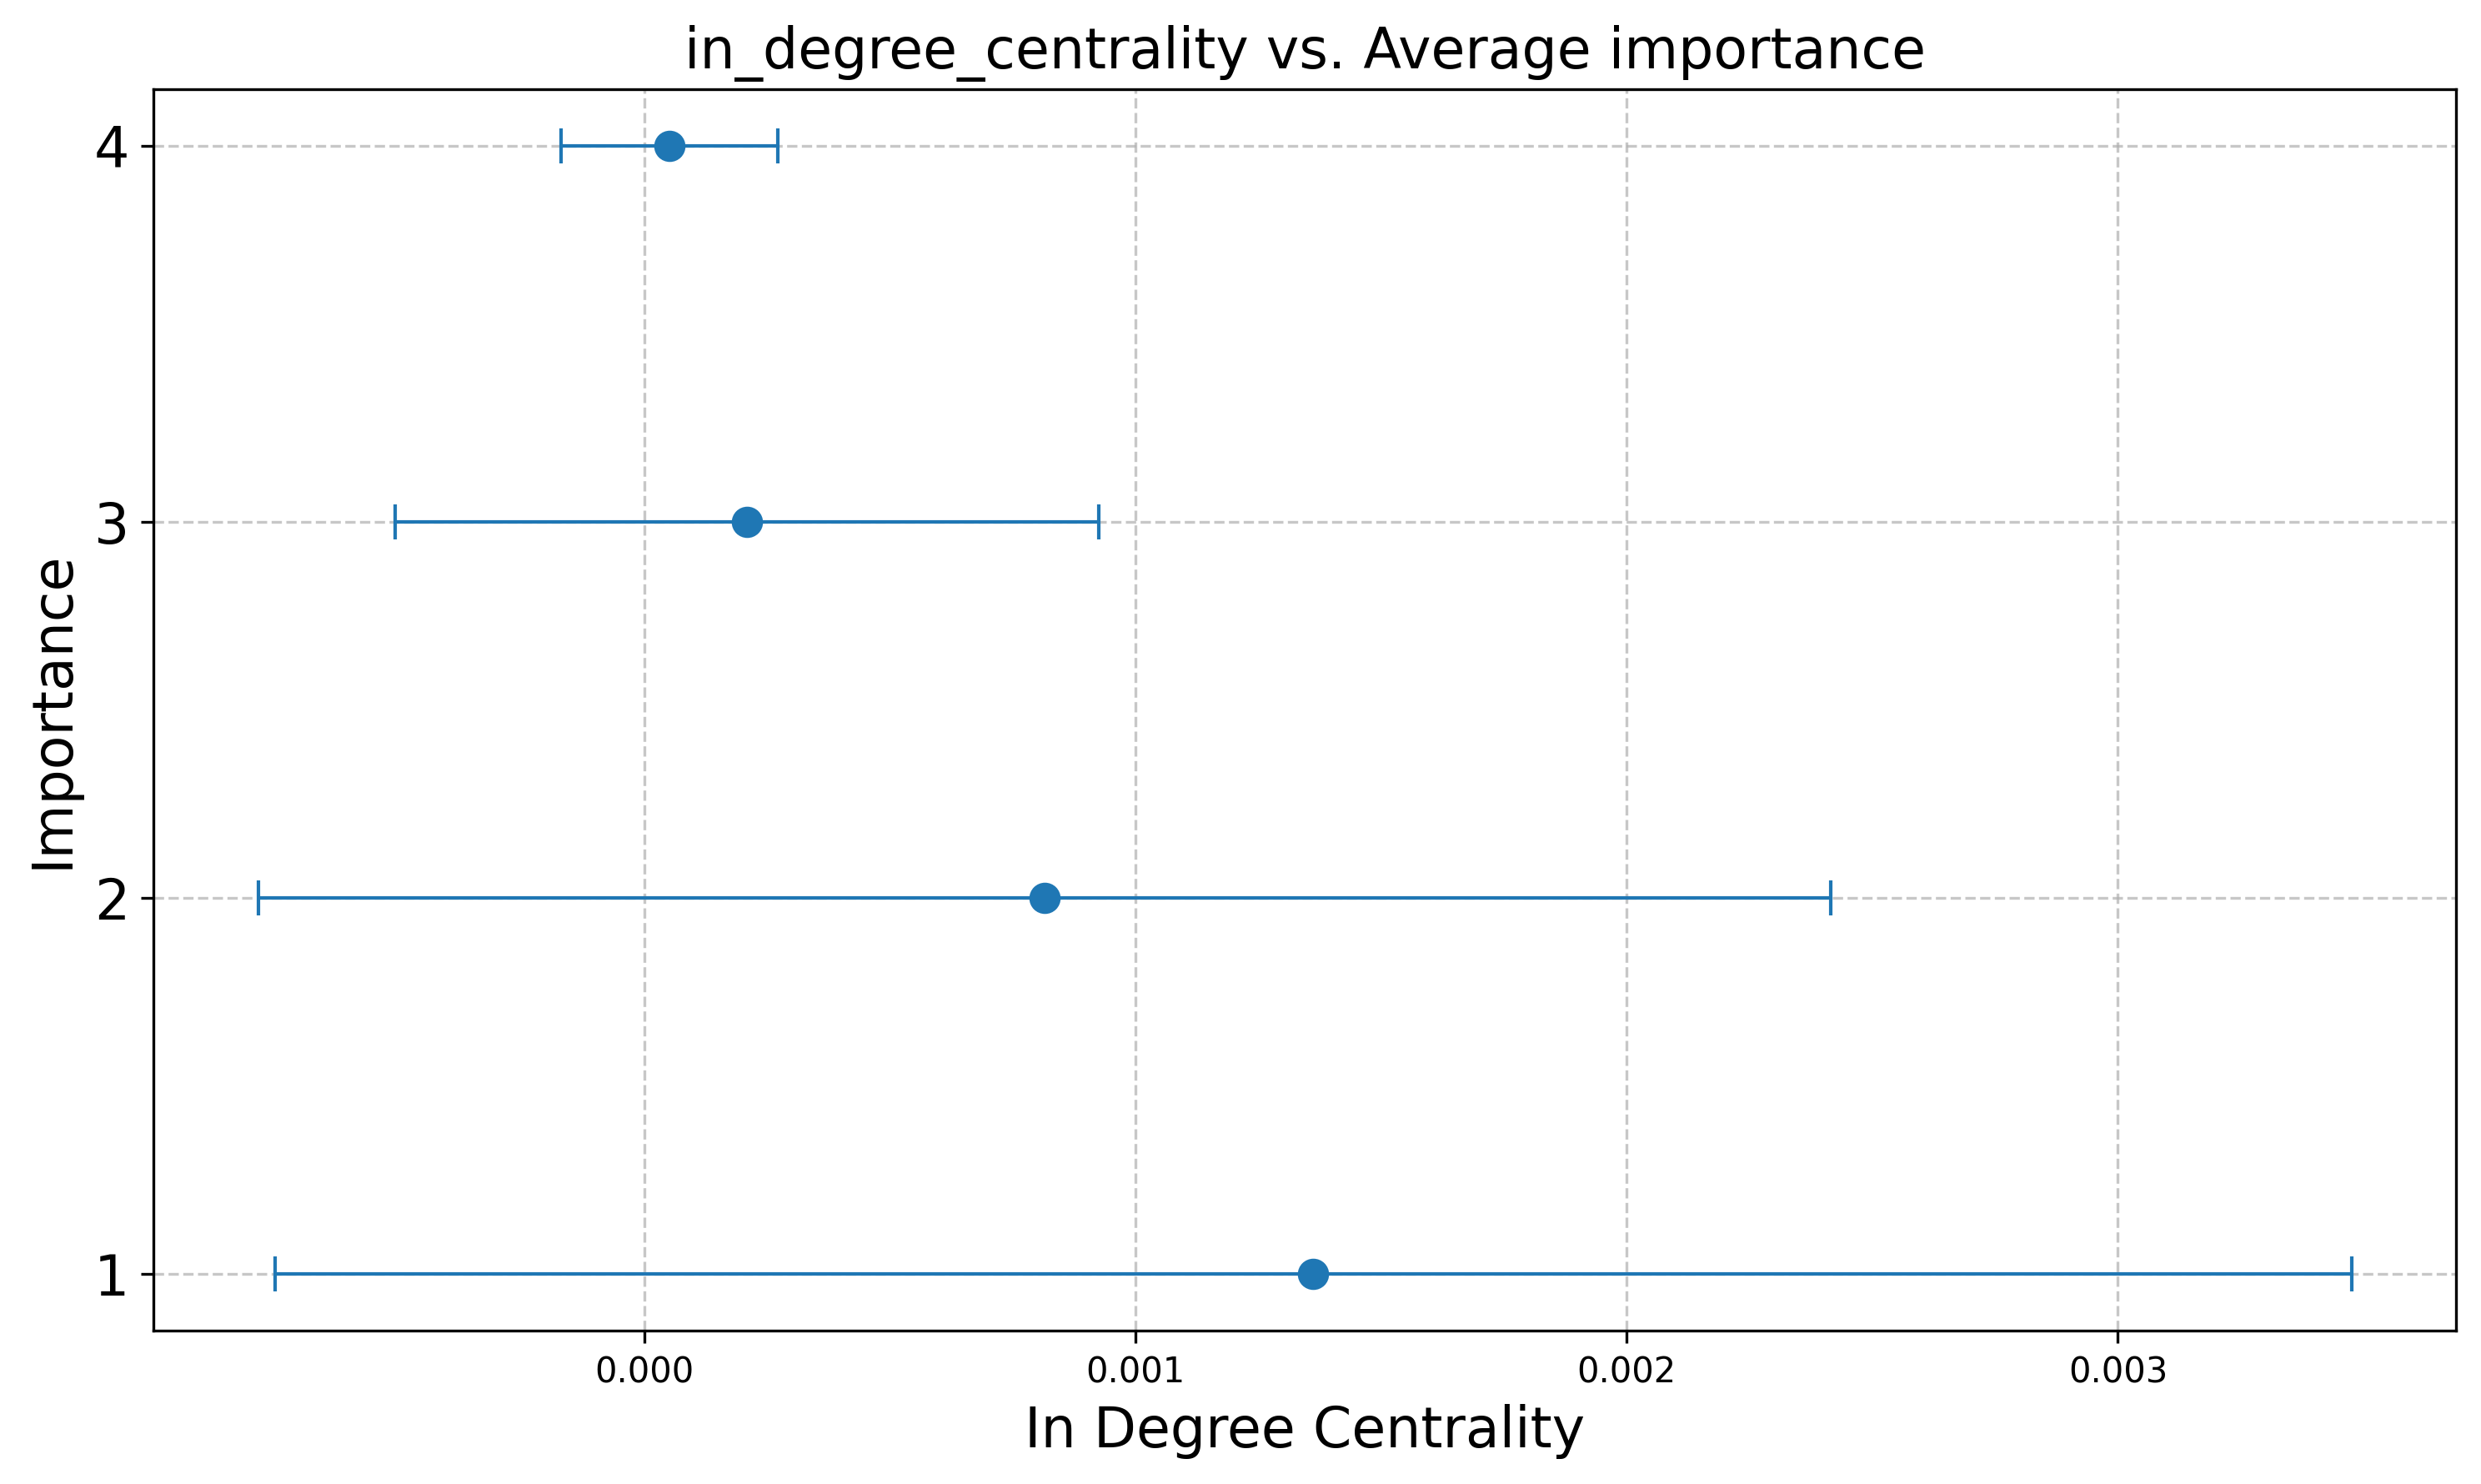 in_degree_centrality vs. Average importance
4
3
2
1
Importance
0.000 0.001 0.002 0.003
In Degree Centrality